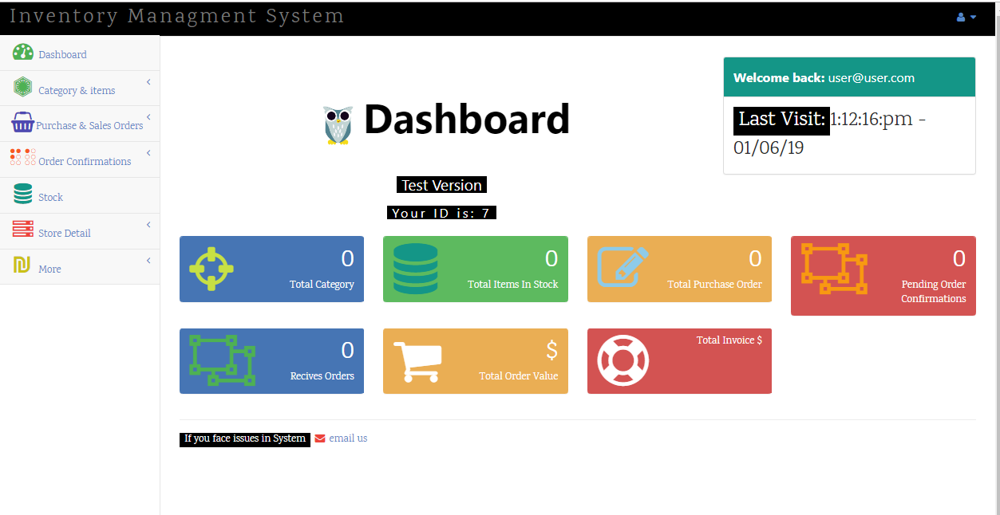 Inventory Managment System
Dashboard
Category & items
Purchase & Sales Orders
Order Confirmations
Stock
Store Detail
More
Dashboard
Test Version
Your ID is: 7
Welcome back: user@user.com
Last Visit: 1:12:16:pm -
01/06/19
0
Total Category
0
Total Items In Stock
0
Total Purchase Order
0
Pending Order
Confirmations
0
Recives Orders
$
Total Order Value
Total Invoice $
If you face issues in System email us